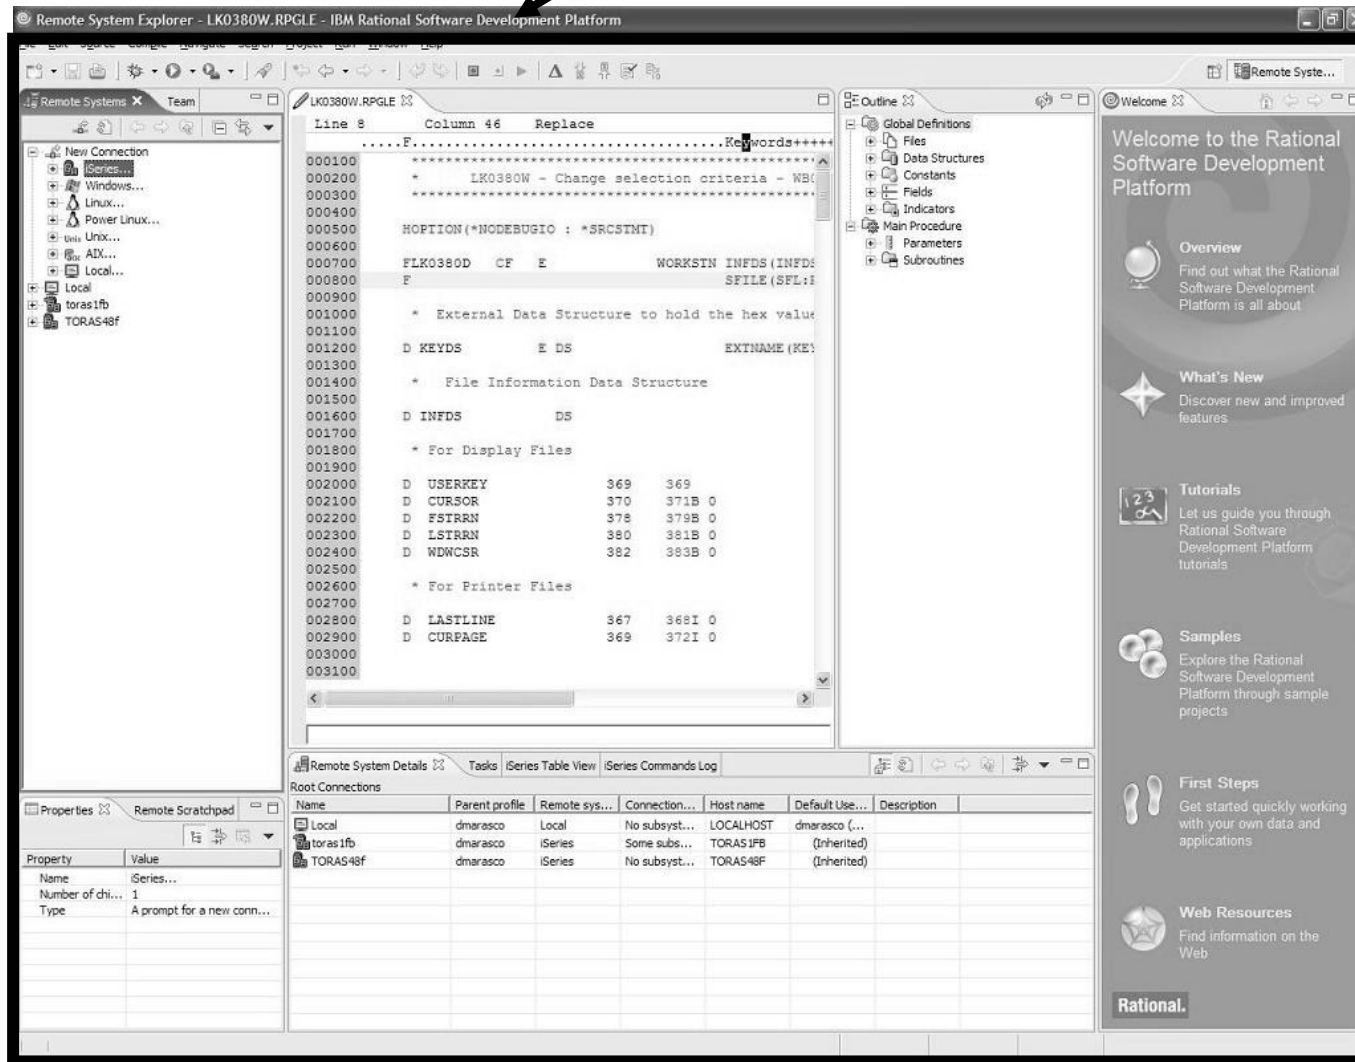 Remote System Explorer - LK0380W.RPGLE - IBM Rational Software Development Platform
File Edit Source Compile Navigate Search Project Run Window Help
Remote Syste...
Remote Systems Team
New Connection
iSeries...
Windows...
Linux...
Power Linux...
Unix Unix...
AIX...
Local...
Local
toras1fb
TORAS48f
LK0380W.RPGLE
Line 8 Column 46 Replace
.....F.....................................Keywords+++++
000100 ****************************************
000200 * LK0380W - Change selection criteria - WB
000300 ****************************************
000400
000500 HOPTION(*NODEBUGIO : *SRCSTMT)
000600
000700 FLK0380D CF E WORKSTN INFDS(INFDS
000800 F SFILE(SFL:
000900
001000 * External Data Structure to hold the hex value
001100
001200 D KEYDS E DS EXTNAME(KEY
001300
001400 * File Information Data Structure
001500
001600 D INFDS DS
001700
001800 * For Display Files
001900
002000 D USERKEY 369 369
002100 D CURSOR 370 371B 0
002200 D FSTRRN 378 379B 0
002300 D LSTRRN 380 381B 0
002400 D WDWCSR 382 383B 0
002500
002600 * For Printer Files
002700
002800 D LASTLINE 367 368I 0
002900 D CURPAGE 369 372I 0
003000
003100
Outline
Global Definitions
Files
Data Structures
Constants
Fields
Indicators
Main Procedure
Parameters
Subroutines
Welcome
Welcome to the Rational
Software Development
Platform
Overview
Find out what the Rational
Software Development
Platform is all about
What's New
Discover new and improved
features
123
Tutorials
Let us guide you through
Rational Software
Development Platform
tutorials
Samples
Explore the Rational
Software Development
Platform through sample
projects
First Steps
Get started quickly working
with your own data and
applications
Web Resources
Find information on the
Web
Rational.
Properties Remote Scratchpad
Property Value
Name iSeries...
Number of chi... 1
Type A prompt for a new conn...
Remote System Details Tasks iSeries Table View iSeries Commands Log
Root Connections
Name Parent profile Remote sys... Connection... Host name Default Use... Description
Local dmarasco Local No subsyst... LOCALHOST dmarasco (...
toras1fb dmarasco iSeries Some subs... TORAS1FB (Inherited)
TORAS48f dmarasco iSeries No subsyst... TORAS48F (Inherited)